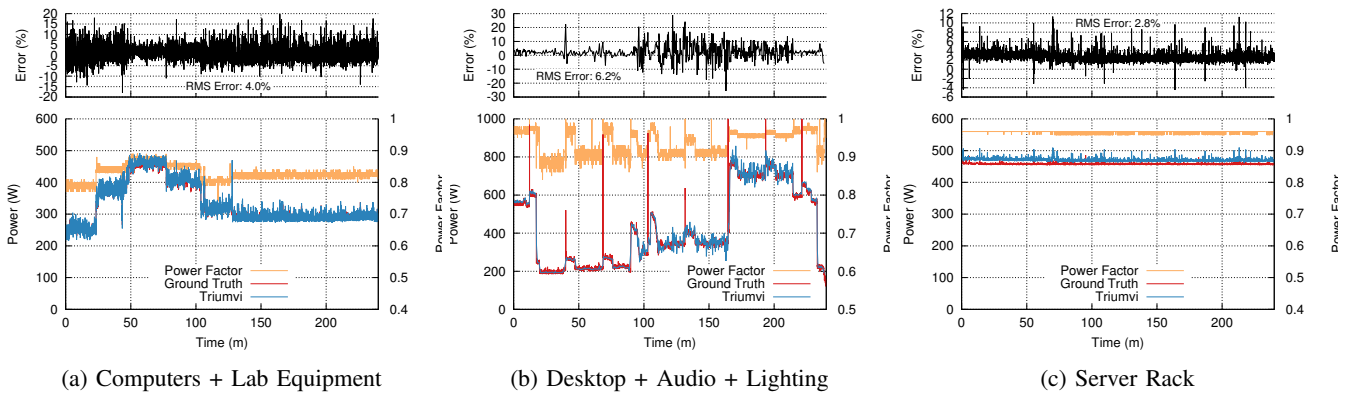 Error (%)
20
15
10
5
0
-5
-10
-15
-20
RMS Error: 4.0%
Power (W)
600
500
400
300
200
100
0
1
0.9
0.8
0.7
0.6
0.5
0.4
Power Factor
Power Factor
Ground Truth
Triumvi
0 50 100 150 200
Time (m)
(a) Computers + Lab Equipment
Error (%)
30
20
10
0
-10
-20
-30
RMS Error: 6.2%
Power (W)
1000
800
600
400
200
0
1
0.9
0.8
0.7
0.6
0.5
Power Factor
Power Factor
Ground Truth
Triumvi
0 50 100 150 200
Time (m)
(b) Desktop + Audio + Lighting
Error (%)
12
10
8
6
4
2
0
-2
-4
-6
RMS Error: 2.8%
Power (W)
600
500
400
300
200
100
0
1
0.9
0.8
0.7
0.6
0.5
0.4
Power Factor
Power Factor
Ground Truth
Triumvi
0 50 100 150 200
Time (m)
(c) Server Rack